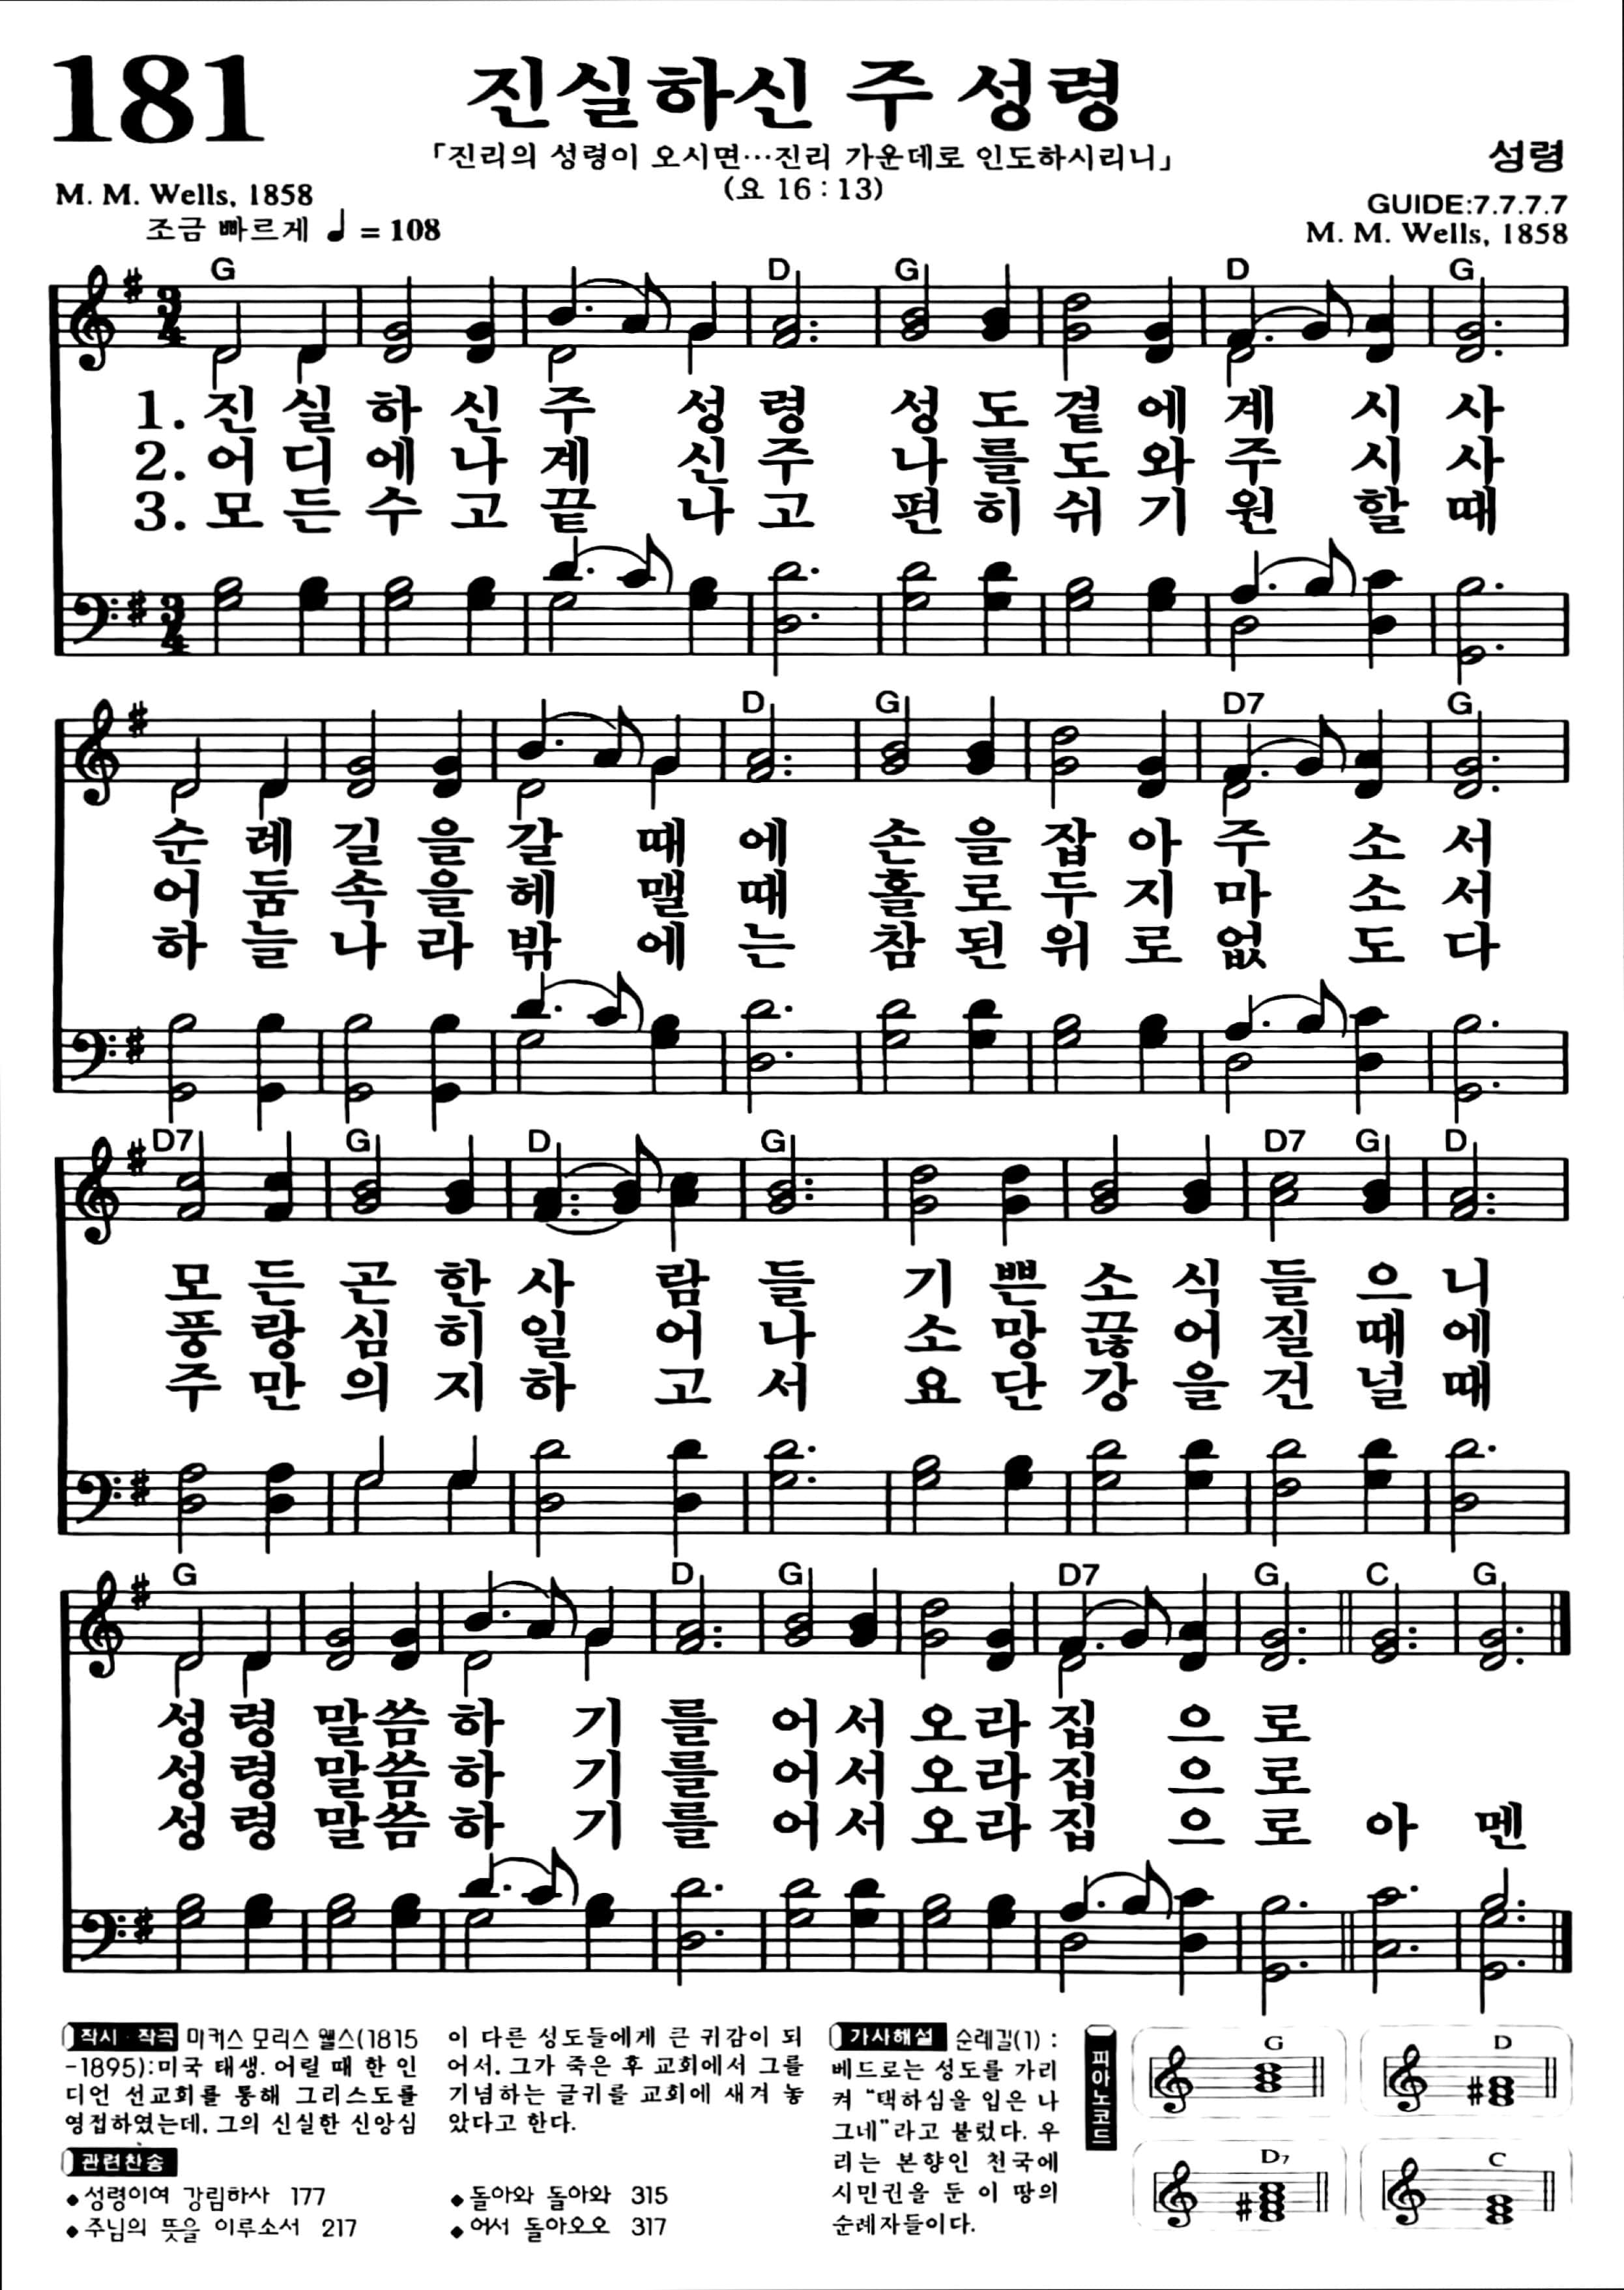 181
진실하신 주 성령
「진리의 성령이 오시면…진리 가운데로 인도하시리니」
(요 16 : 13)
성령
M. M. Wells, 1858
조금 빠르게 ♩ = 108
GUIDE:7.7.7.7
M. M. Wells, 1858
G D G D G
1. 진 실 하 신 주 성 령 성 도 곁 에 계 시 사
2. 어 디 에 나 계 신 주 나 를 도 와 주 시 사
3. 모 든 수 고 끝 나 고 편 히 쉬 기 원 할 때
D G D7 G
순 례 길 을 갈 때 에 손 을 잡 아 주 소 서
어 둠 속 을 헤 맬 때 홀 로 두 지 마 소 서
하 늘 나 라 밖 에 는 참 된 위 로 없 도 다
D7 G D G D7 G D
모 든 곤 한 사 람 들 기 쁜 소 식 들 으 니
풍 랑 심 히 일 어 나 소 망 끊 어 질 때 에
주 만 의 지 하 고 서 요 단 강 을 건 널 때
G D G D7 G C G
성 령 말 씀 하 기 를 어 서 오 라 집 으 로
성 령 말 씀 하 기 를 어 서 오 라 집 으 로
성 령 말 씀 하 기 를 어 서 오 라 집 으 로 아 멘
작시·작곡 미커스 모리스 웰스(1815
-1895):미국 태생. 어릴 때 한 인
디언 선교회를 통해 그리스도를
영접하였는데, 그의 신실한 신앙심
이 다른 성도들에게 큰 귀감이 되
어서, 그가 죽은 후 교회에서 그를
기념하는 글귀를 교회에 새겨 놓
았다고 한다.
관련찬송
◆성령이여 강림하사 177
◆주님의 뜻을 이루소서 217
◆돌아와 돌아와 315
◆어서 돌아오오 317
가사해설 순례길(1) :
베드로는 성도를 가리
켜 “택하심을 입은 나
그네”라고 불렀다. 우
리는 본향인 천국에
시민권을 둔 이 땅의
순례자들이다.
피아노코드
G
D
D7
C